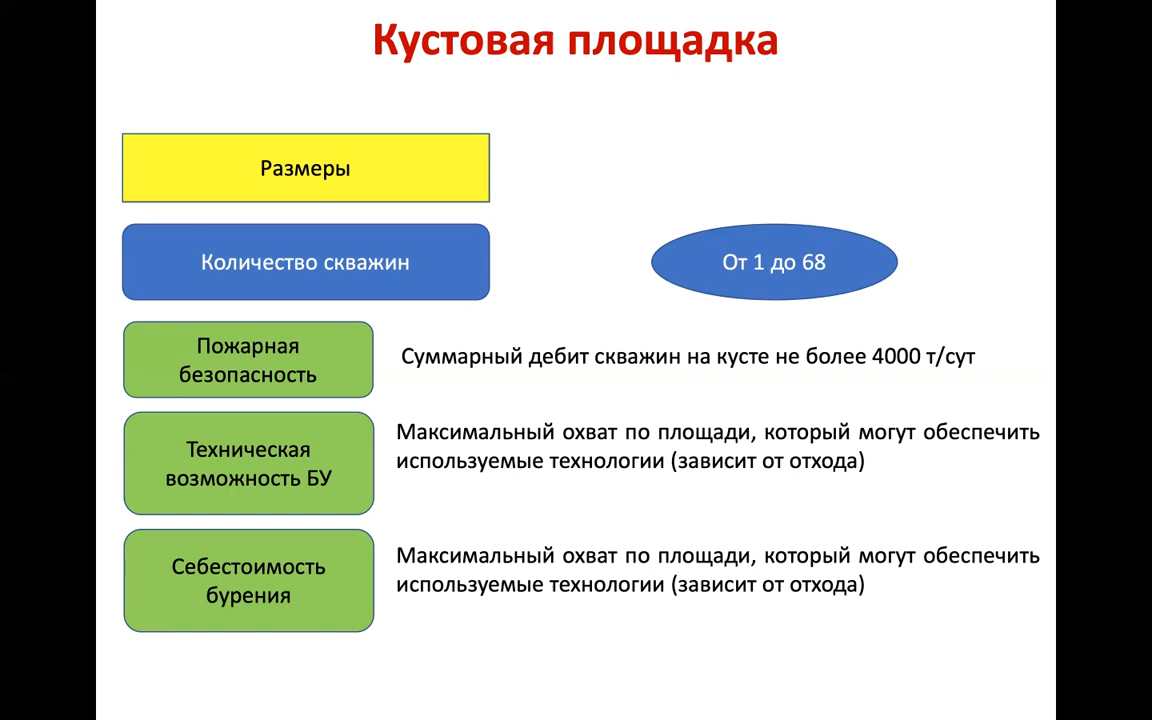 Кустовая площадка
Размеры
Количество скважин
От 1 до 68
Пожарная
безопасность
Суммарный дебит скважин на кусте не более 4000 т/сут
Техническая
возможность БУ
Максимальный охват по площади, который могут обеспечить
используемые технологии (зависит от отхода)
Себестоимость
бурения
Максимальный охват по площади, который могут обеспечить
используемые технологии (зависит от отхода)